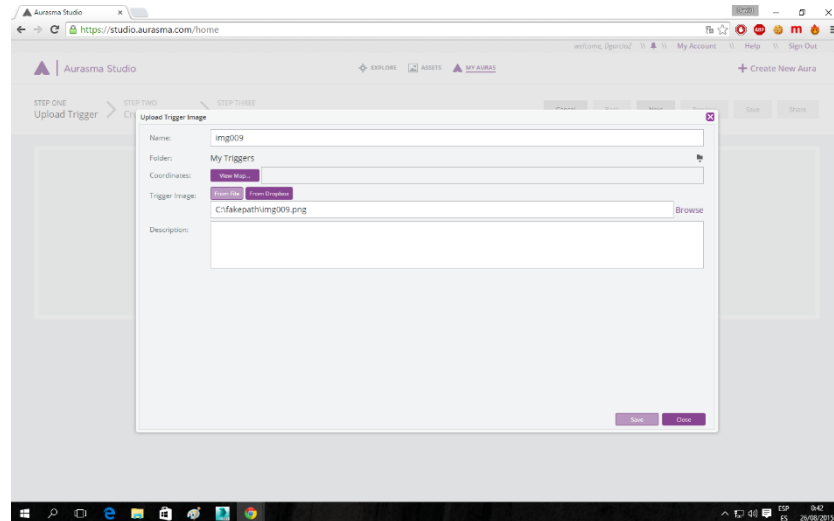 Aurasma Studio
https://studio.aurasma.com/home
My Account Help Sign Out
Aurasma Studio
EXPLORE ASSETS MY AURAS
+ Create New Aura
STEP ONE STEP TWO STEP THREE
Upload Trigger
Save Share
Upload Trigger Image
Name: img009
Folder: My Triggers
Coordinates: View Map...
Trigger Image: From File From Dropbox
C:\fakepath\img009.png Browse
Description:
Save Close
ESP 0:42
ES 26/08/2015